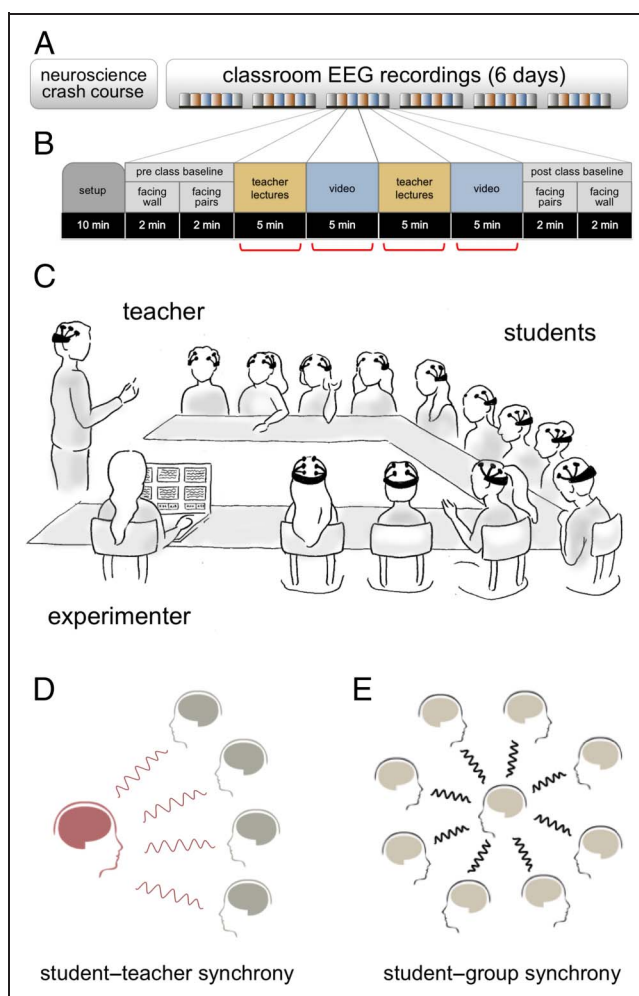 A
neuroscience
crash course
classroom EEG recordings (6 days)
B
setup
pre class baseline
facing
wall
facing
pairs
teacher
lectures
video
teacher
lectures
video
post class baseline
facing
pairs
facing
wall
10 min
2 min
2 min
5 min
5 min
5 min
5 min
2 min
2 min
C
teacher
students
experimenter
D
E
student–teacher synchrony
student–group synchrony